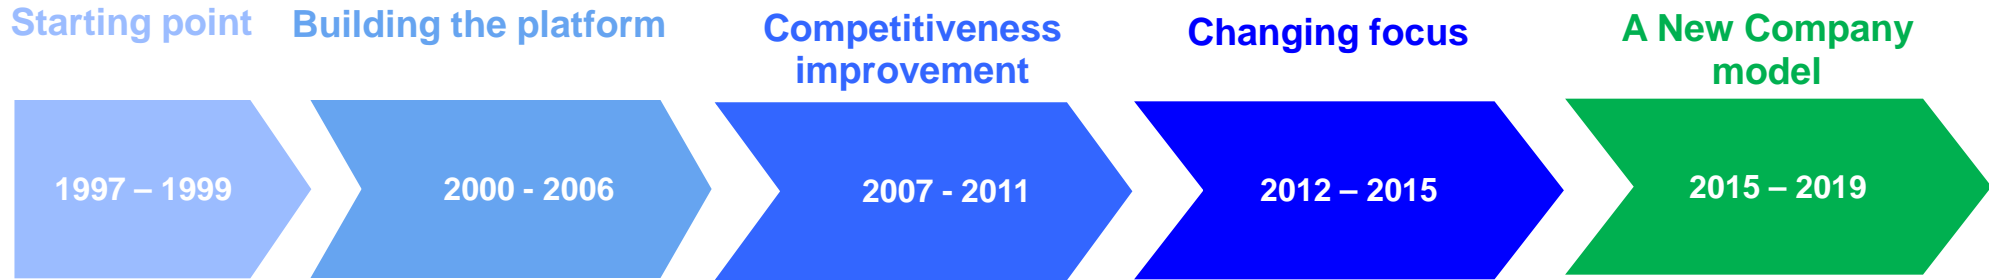 Starting point
Building the platform
Competitiveness
improvement
Changing focus
A New Company
model
1997 – 1999
2000 - 2006
2007 - 2011
2012 – 2015
2015 – 2019